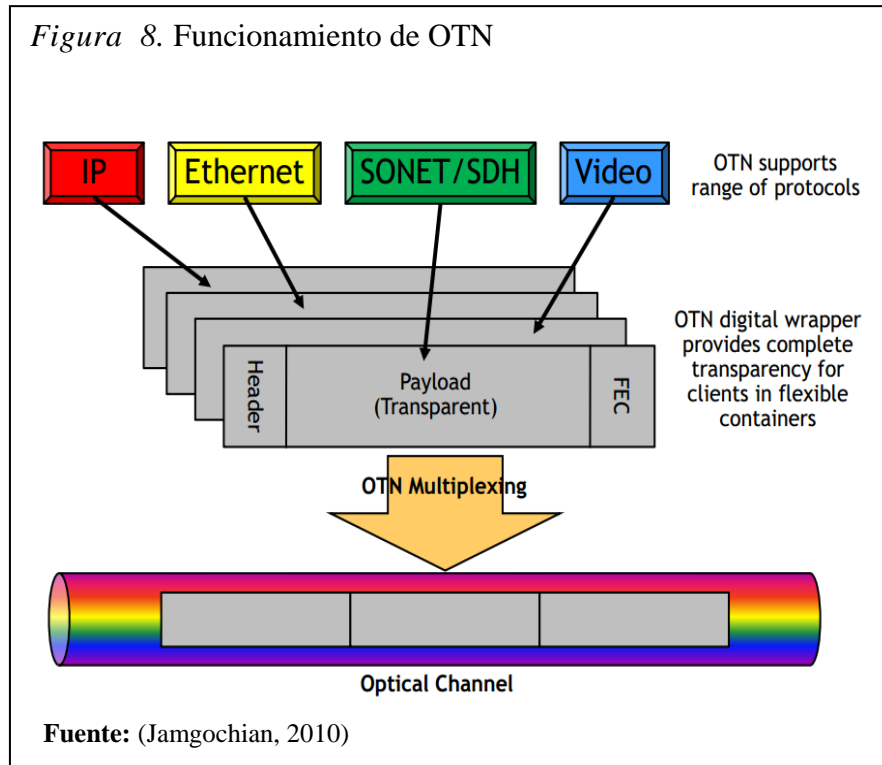 Figura 8. Funcionamiento de OTN
IP
Ethernet
SONET/SDH
Video
OTN supports
range of protocols
Header
Payload
(Transparent)
FEC
OTN digital wrapper
provides complete
transparency for
clients in flexible
containers
OTN Multiplexing
Optical Channel
Fuente: (Jamgochian, 2010)